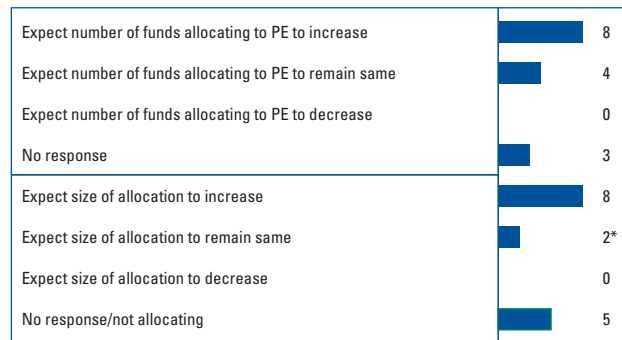 Expect number of funds allocating to PE to increase 8
Expect number of funds allocating to PE to remain same 4
Expect number of funds allocating to PE to decrease 0
No response 3
Expect size of allocation to increase 8
Expect size of allocation to remain same 2*
Expect size of allocation to decrease 0
No response/not allocating 5